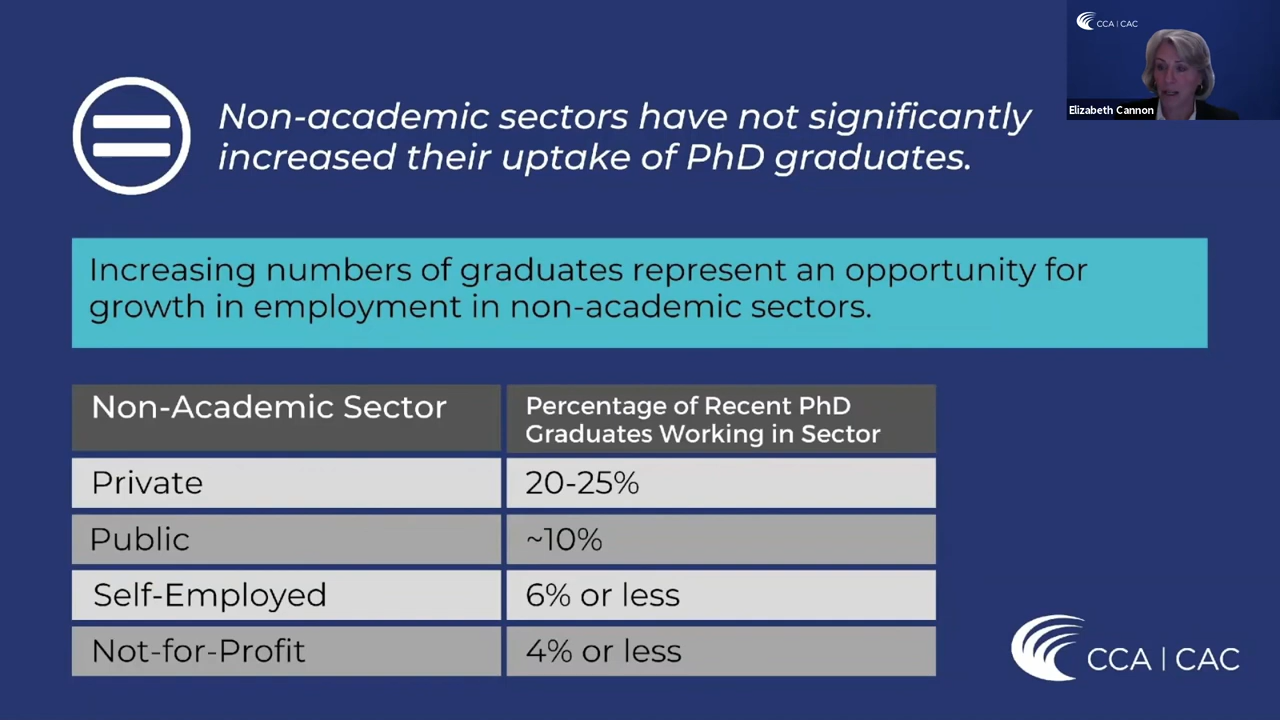 CCA | CAC
Elizabeth Cannon
Non-academic sectors have not significantly
increased their uptake of PhD graduates.
Increasing numbers of graduates represent an opportunity for
growth in employment in non-academic sectors.
Non-Academic Sector
Percentage of Recent PhD
Graduates Working in Sector
Private
20-25%
Public
~10%
Self-Employed
6% or less
Not-for-Profit
4% or less
CCA | CAC